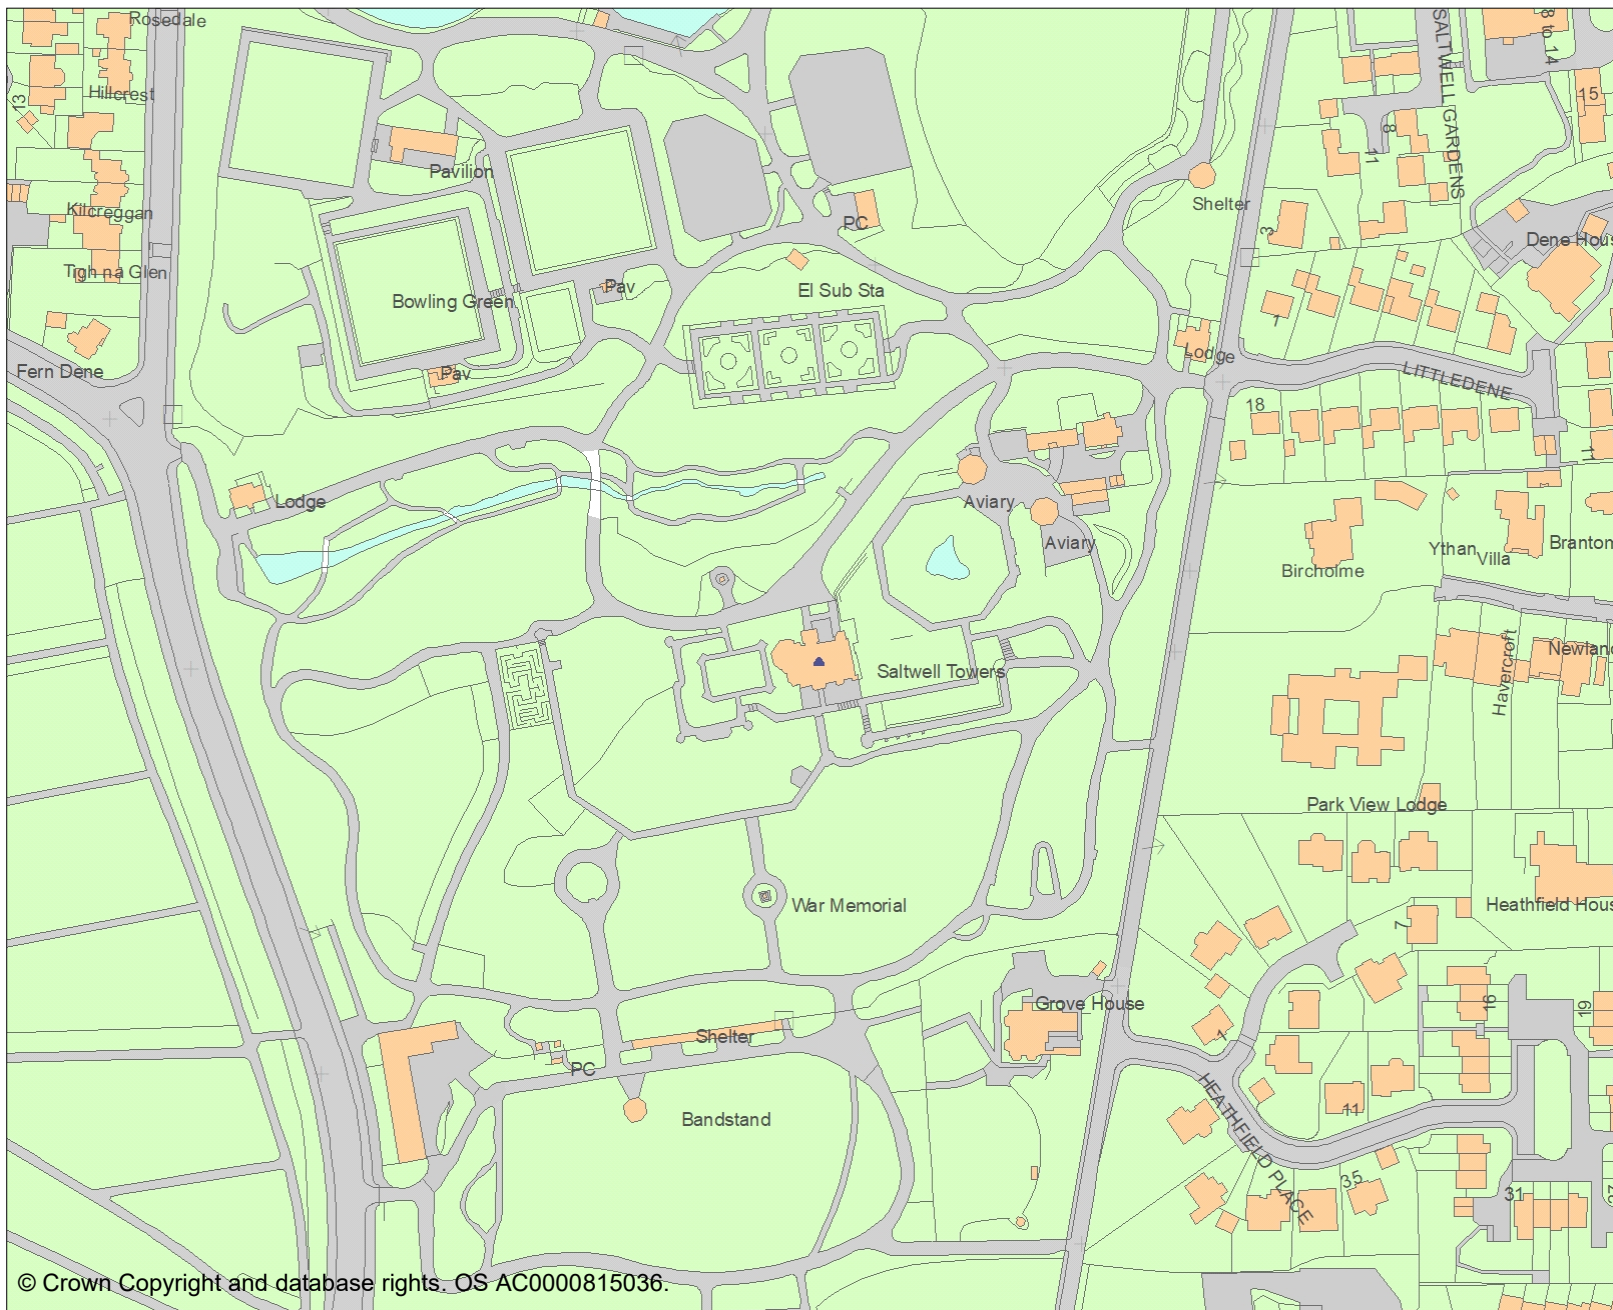 Rosedale
SALTWELL GARDENS
8 to 14
Hillcrest
13
15
8
11
Pavilion
Kilcreggan
Shelter
PC
3
Dene Hous
Tigh na Glen
Pav
El Sub Sta
Bowling Green
1
Lodge
Fern Dene
Pav
LITTLEDENE
18
11
Lodge
Aviary
Aviary
Ythan
Villa
Branton
Bircholme
Saltwell Towers
Havercroft
Newlan
Park View Lodge
War Memorial
7
Heathfield Hous
Grove House
16
19
1
Shelter
PC
HEATHFIELD PLACE
11
Bandstand
35
31
© Crown Copyright and database rights. OS AC0000815036.